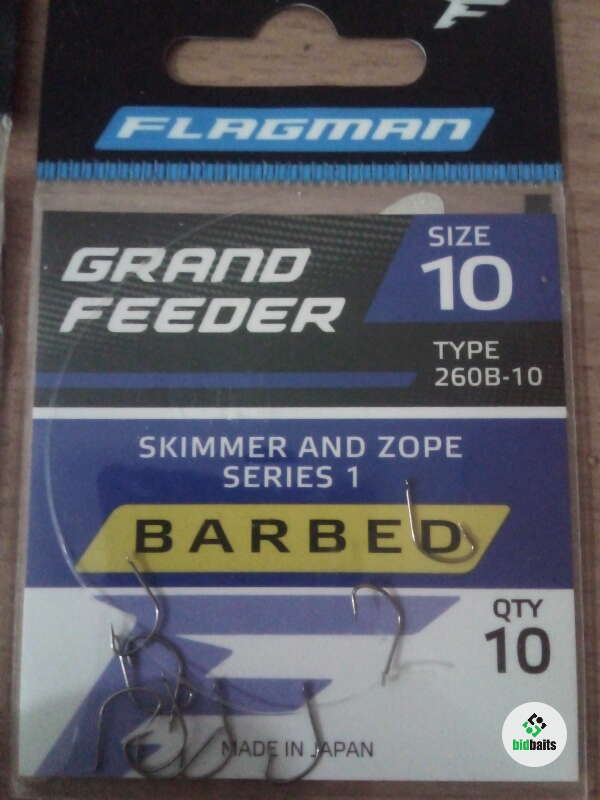 FLAGMAN
GRAND
FEEDER
SIZE
10
TYPE
260B-10
SKIMMER AND ZOPE
SERIES 1
BARBED
QTY
10
MADE IN JAPAN
bidbaits